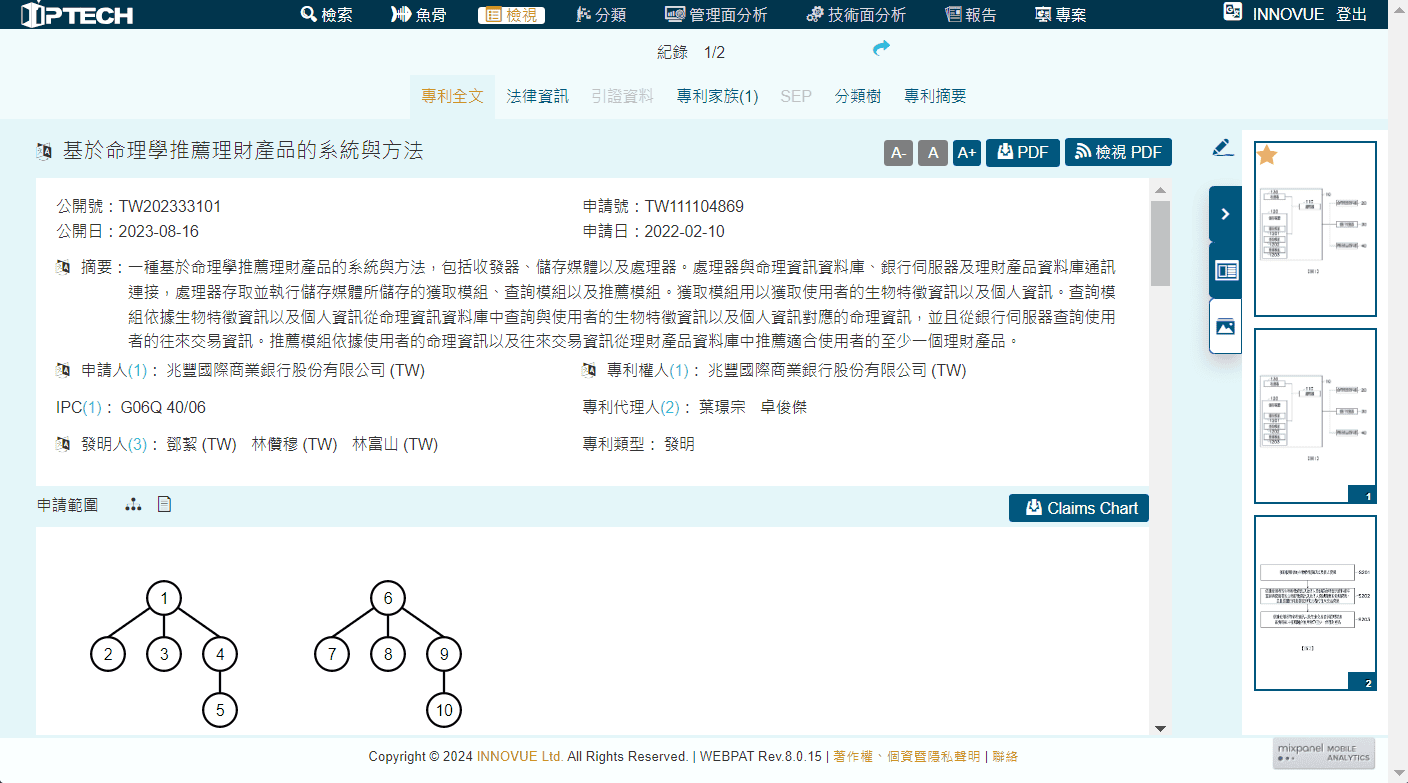 IPTECH
檢索 魚骨 檢視 分類 管理面分析 技術面分析 報告 專案 INNOVUE 登出
紀錄 1/2
專利全文 法律資訊 引證資料 專利家族(1) SEP 分類樹 專利摘要
基於命理學推薦理財產品的系統與方法
A- A A+ PDF 檢視 PDF
公開號：TW202333101 申請號：TW111104869
公開日：2023-08-16 申請日：2022-02-10
摘要：一種基於命理學推薦理財產品的系統與方法，包括收發器、儲存媒體以及處理器。處理器與命理資訊資料庫、銀行伺服器及理財產品資料庫通訊
連接，處理器存取並執行儲存媒體所儲存的獲取模組、查詢模組以及推薦模組。獲取模組用以獲取使用者的生物特徵資訊以及個人資訊。查詢模
組依據生物特徵資訊以及個人資訊從命理資訊資料庫中查詢與使用者的生物特徵資訊以及個人資訊對應的命理資訊，並且從銀行伺服器查詢使用
者的往來交易資訊。推薦模組依據使用者的命理資訊以及往來交易資訊從理財產品資料庫中推薦適合使用者的至少一個理財產品。
申請人(1)： 兆豐國際商業銀行股份有限公司 (TW) 專利權人(1)： 兆豐國際商業銀行股份有限公司 (TW)
IPC(1)： G06Q 40/06 專利代理人(2)： 葉璟宗 卓俊傑
發明人(3)： 鄧絜 (TW) 林儹穆 (TW) 林富山 (TW) 專利類型： 發明
申請範圍 Claims Chart
1 6
2 3 4 7 8 9
5 10
1
S201
S202
S203
2
Copyright © 2024 INNOVUE Ltd. All Rights Reserved. | WEBPAT Rev.8.0.15 | 著作權、個資暨隱私聲明 | 聯絡
mixpanel MOBILE ANALYTICS